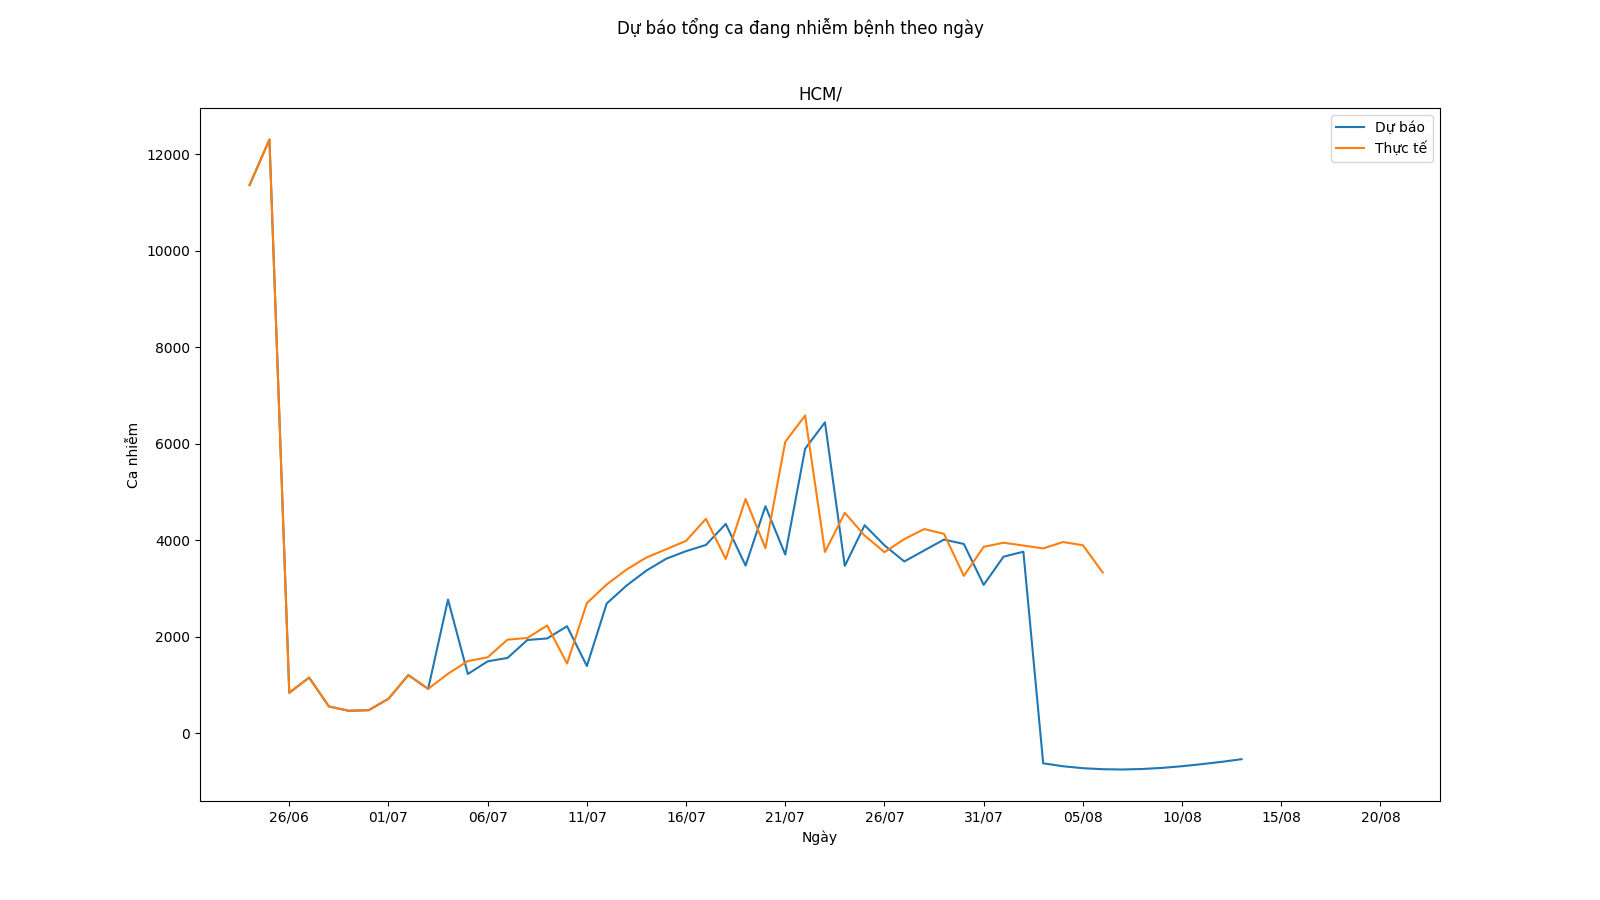 Dự báo tổng ca đang nhiễm bệnh theo ngày
HCM/
Dự báo
Thực tế
12000
10000
8000
6000
4000
2000
0
Ca nhiễm
26/06 01/07 06/07 11/07 16/07 21/07 26/07 31/07 05/08 10/08 15/08 20/08
Ngày